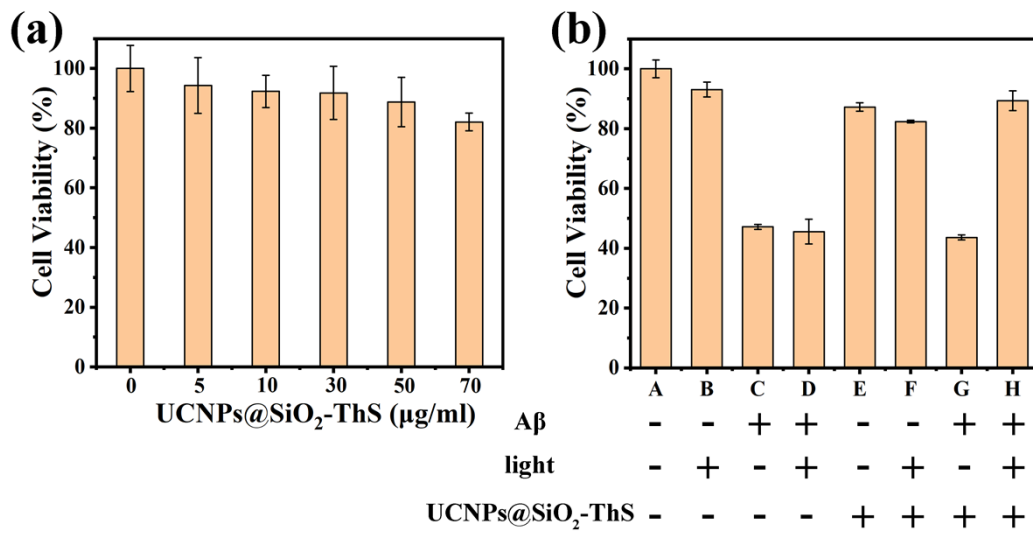 (a)
Cell Viability (%)
100
80
60
40
20
0
0 5 10 30 50 70
UCNPs@SiO₂-ThS (μg/ml)
(b)
Cell Viability (%)
100
80
60
40
20
0
A B C D E F G H
Aβ - - + + - - + +
light - + - + - + - +
UCNPs@SiO₂-ThS - - - - + + + +